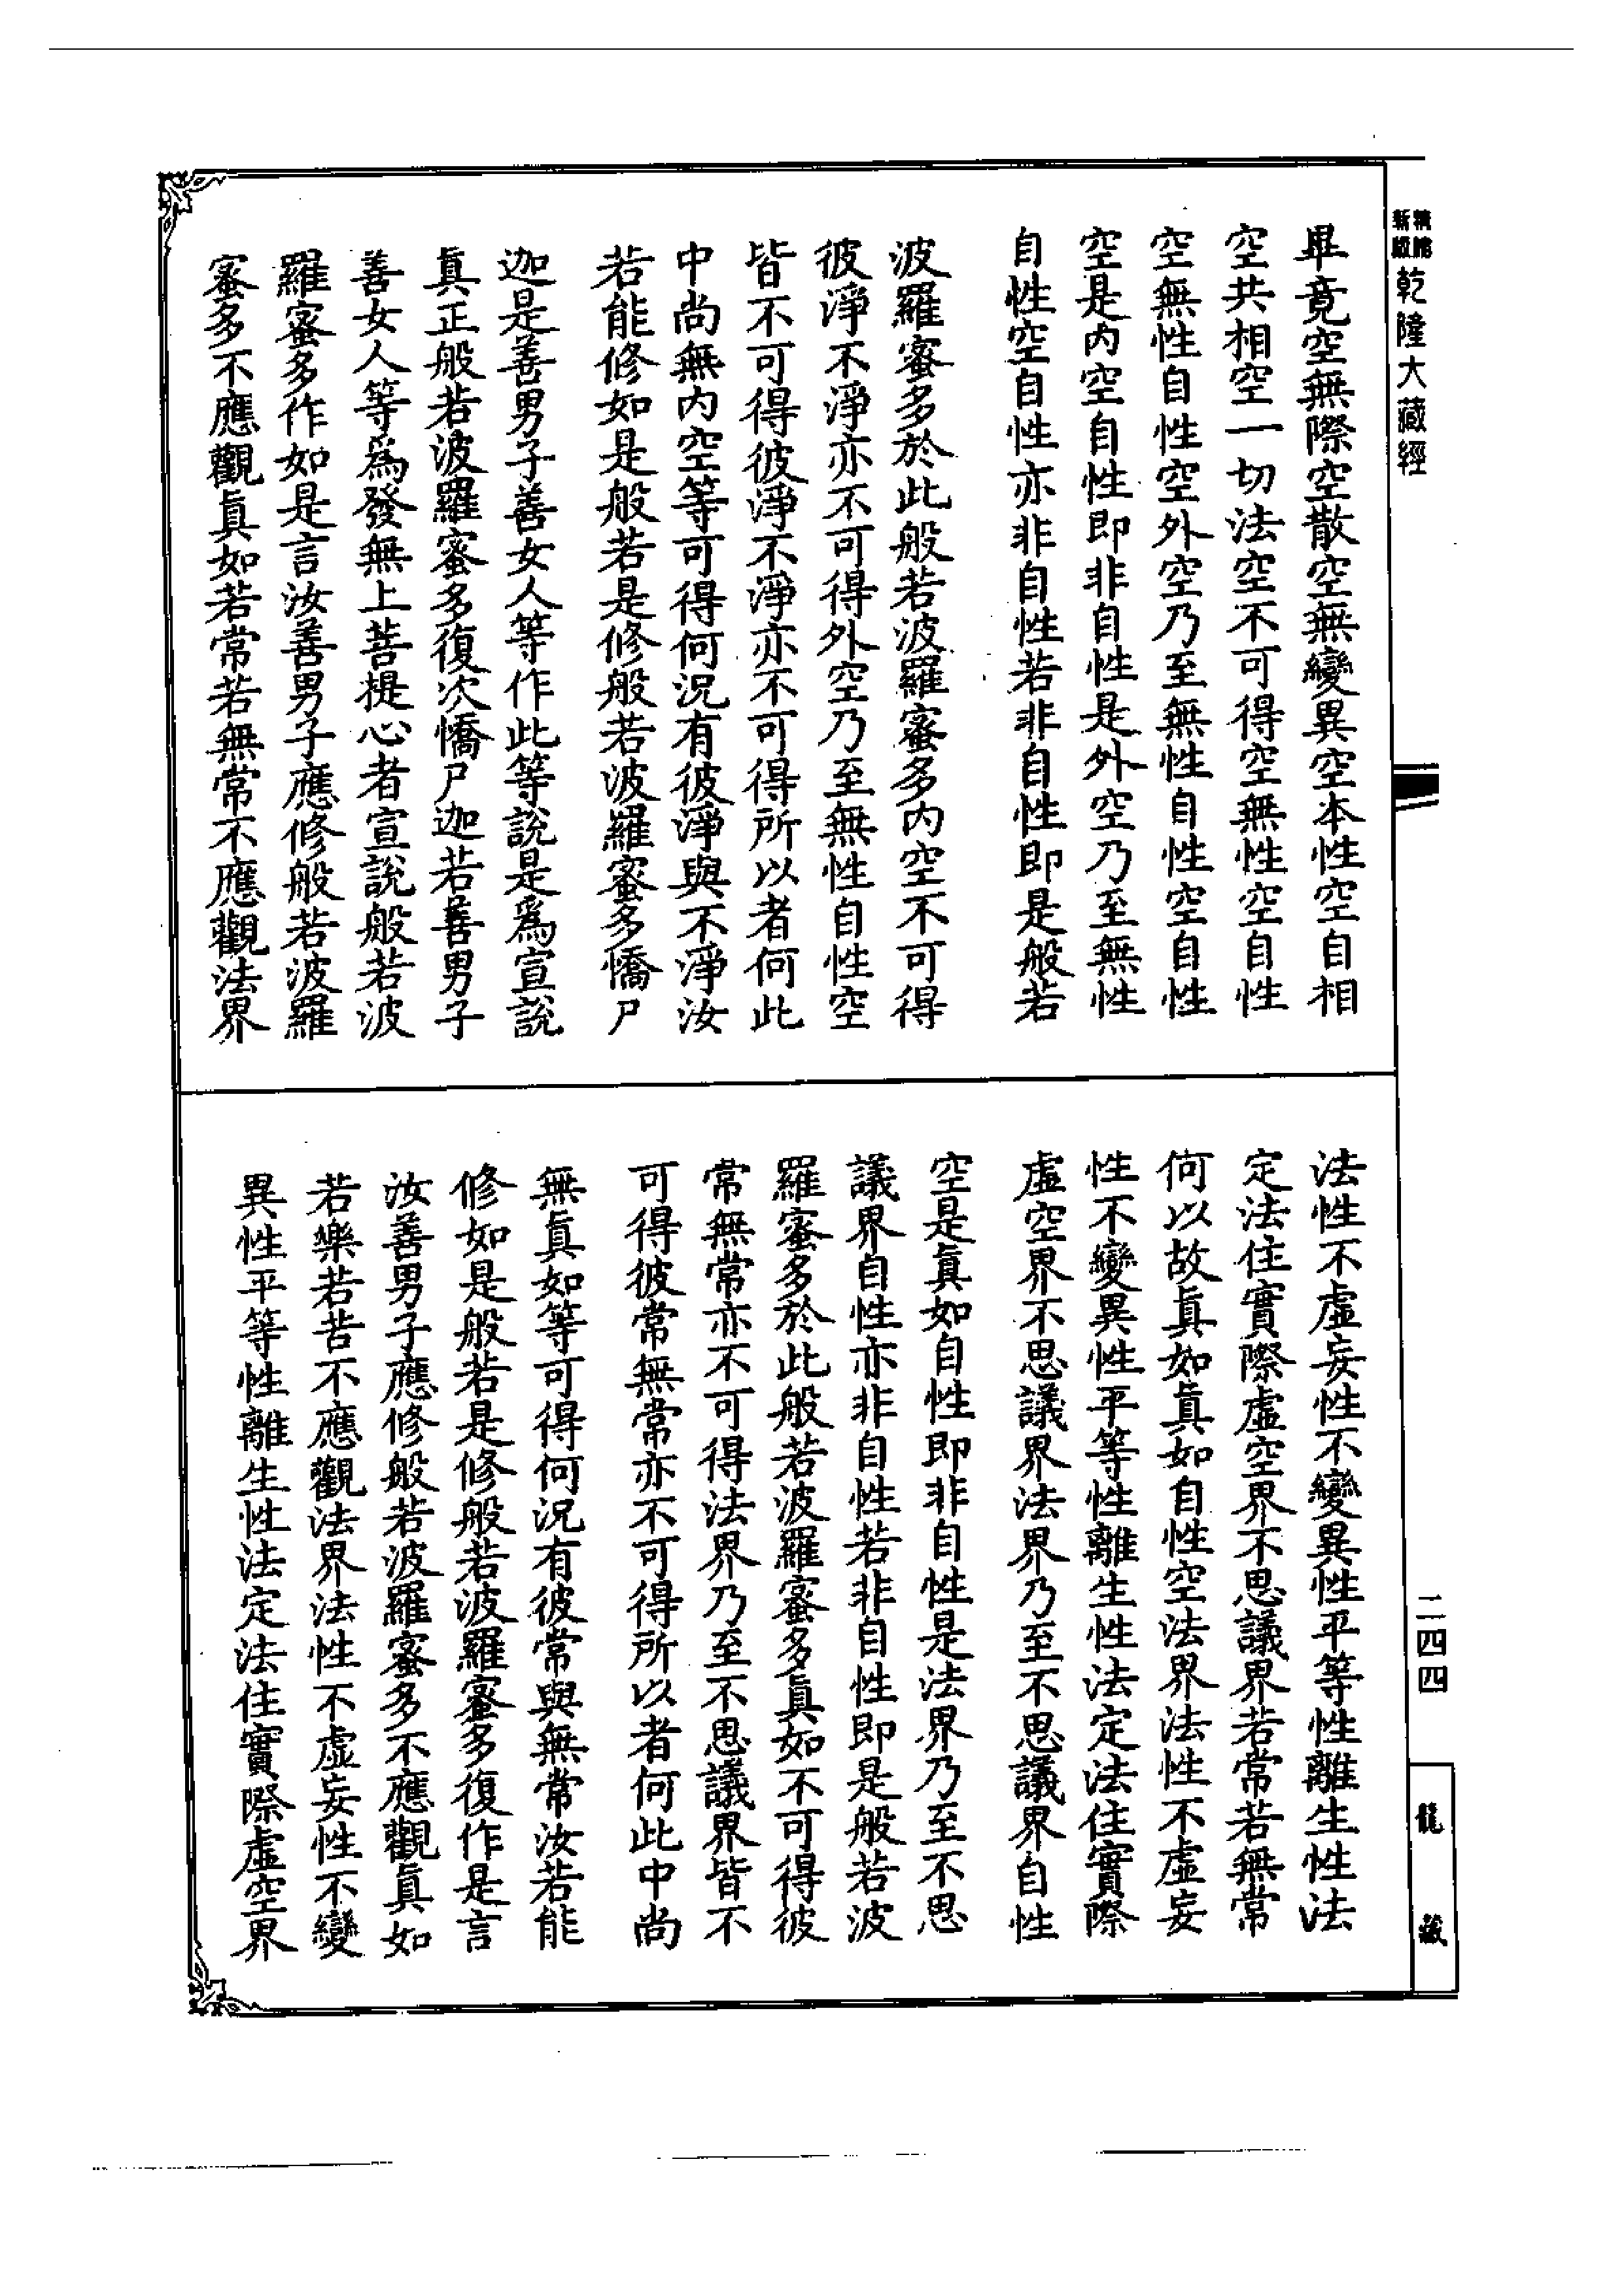 乾隆大藏經
畢竟空無際空散空無變異空本性空自相
空共相空一切法空不可得空無性空自性
空無性自性空外空乃至無性自性空自性
空是內空自性即非自性是外空乃至無性
自性空自性亦非自性若非自性即是般若
波羅蜜多於此般若波羅蜜多內空不可得
彼淨不淨亦不可得外空乃至無性自性空
皆不可得彼淨不淨亦不可得所以者何此
中尚無內空等可得何況有彼淨與不淨汝
若能修如是般若是修般若波羅蜜多憍尸
迦是善男子善女人等作此等說是爲宣說
眞正般若波羅蜜多復次憍尸迦若善男子
善女人等爲發無上菩提心者宣說般若波
羅蜜多作如是言汝善男子應修般若波羅
蜜多不應觀眞如若常若無常不應觀法界
法性不虛妄性不變異性平等性離生性法
定法住實際虛空界不思議界若常若無常
何以故眞如眞如自性空法界法性不虛妄
性不變異性平等性離生性法定法住實際
虛空界不思議界法界乃至不思議界自性
空是眞如自性即非自性是法界乃至不思
議界自性亦非自性若非自性即是般若波
羅蜜多於此般若波羅蜜多眞如不可得彼
常無常亦不可得法界乃至不思議界皆不
可得彼常無常亦不可得所以者何此中尚
無眞如等可得何況有彼常與無常汝若能
修如是般若是修般若波羅蜜多復作是言
汝善男子應修般若波羅蜜多不應觀眞如
若樂若苦不應觀法界法性不虛妄性不變
異性平等性離生性法定法住實際虛空界
二四四
龍藏